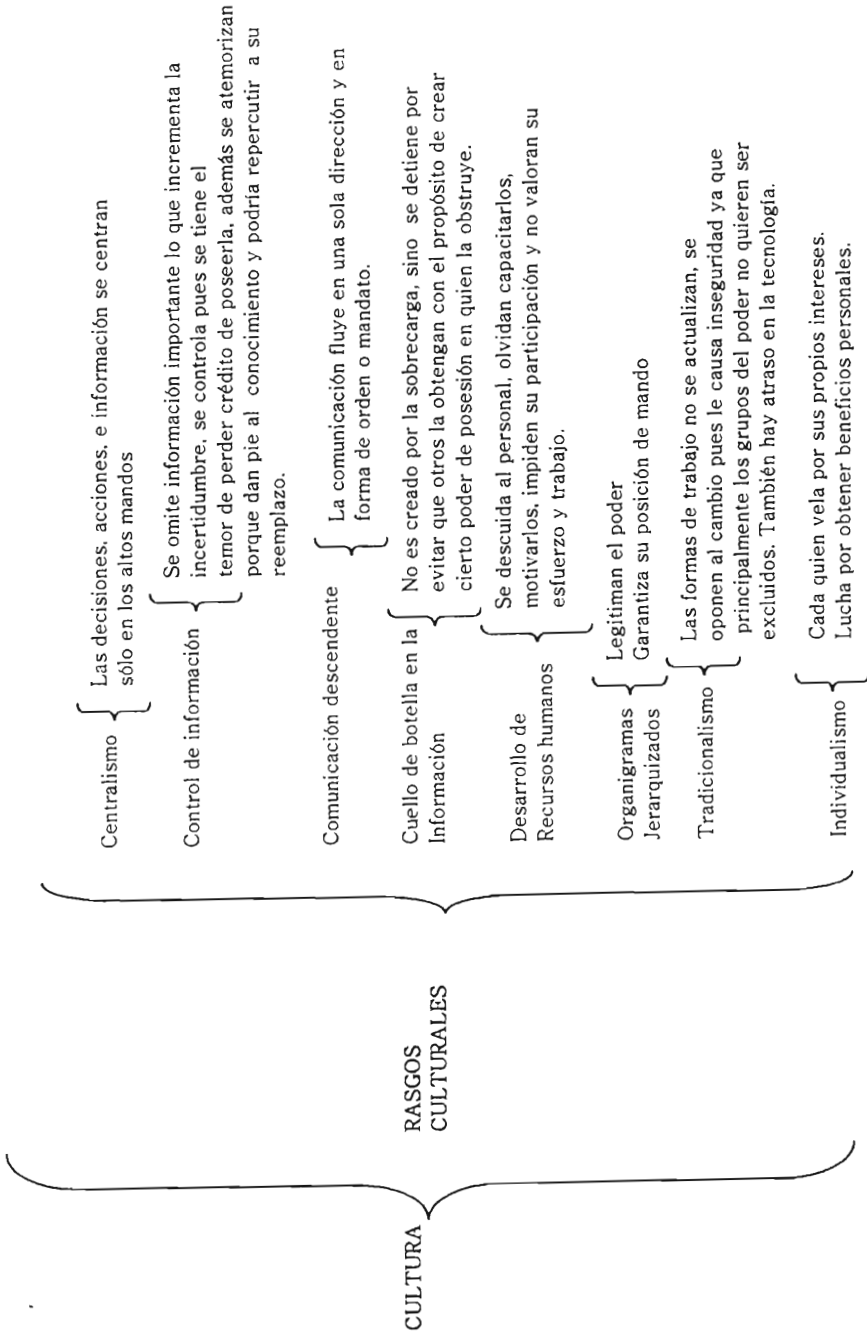 CULTURA
RASGOS
CULTURALES
Centralismo
Las decisiones, acciones, e información se centran
sólo en los altos mandos
Control de información
Se omite información importante lo que incrementa la
incertidumbre, se controla pues se tiene el
temor de perder crédito de poseerla, además se atemorizan
porque dan pie al conocimiento y podría repercutir a su
reemplazo.
Comunicación descendente
La comunicación fluye en una sola dirección y en
forma de orden o mandato.
Cuello de botella en la
Información
No es creado por la sobrecarga, sino se detiene por
evitar que otros la obtengan con el propósito de crear
cierto poder de posesión en quien la obstruye.
Desarrollo de
Recursos humanos
Se descuida al personal, olvidan capacitarlos,
motivarlos, impiden su participación y no valoran su
esfuerzo y trabajo.
Organigramas
Jerarquizados
Legitiman el poder
Garantiza su posición de mando
Tradicionalismo
Las formas de trabajo no se actualizan, se
oponen al cambio pues le causa inseguridad ya que
principalmente los grupos del poder no quieren ser
excluidos. También hay atraso en la tecnología.
Individualismo
Cada quien vela por sus propios intereses.
Lucha por obtener beneficios personales.